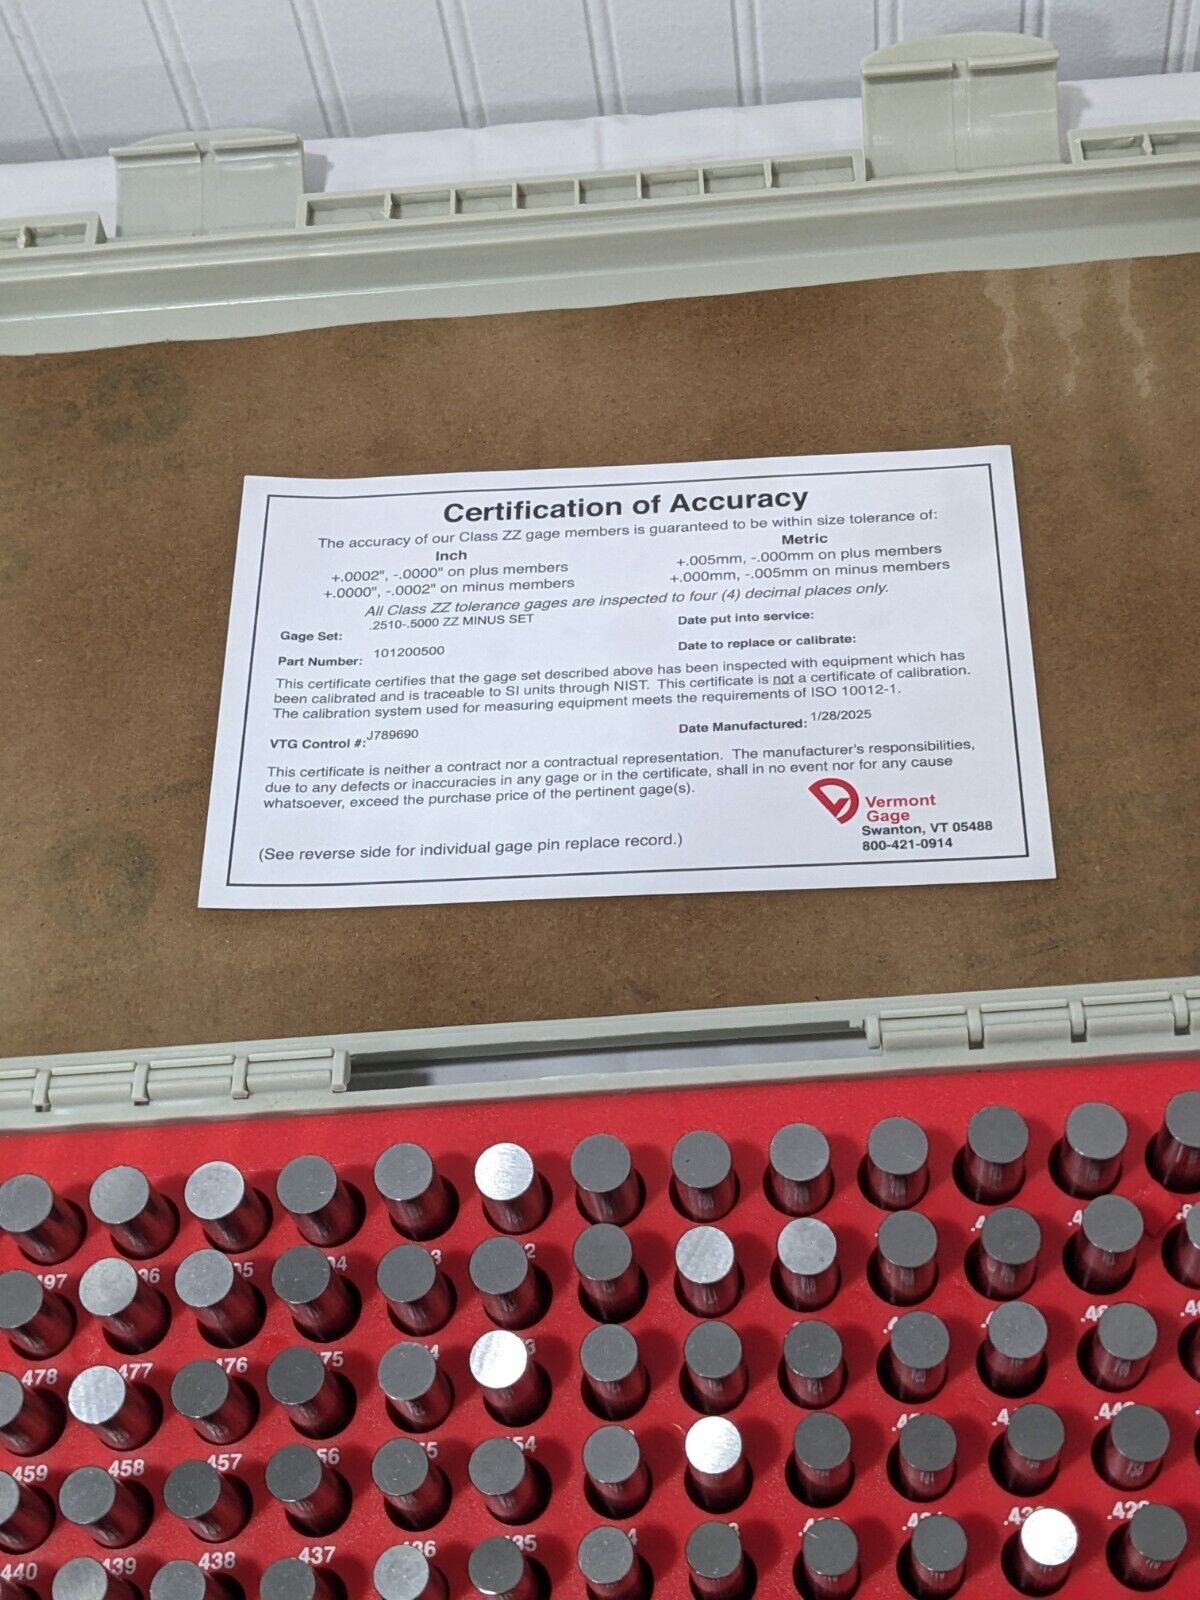 Certification of Accuracy
The accuracy of our Class ZZ gage members is guaranteed to be within size tolerance of:
Inch
+.0002", -.0000" on plus members
+.0000", -.0002" on minus members
Metric
+.005mm, -.000mm on plus members
+.000mm, -.005mm on minus members
All Class ZZ tolerance gages are inspected to four (4) decimal places only.
Gage Set: .2510-.5000 ZZ MINUS SET
Date put into service:
Part Number: 101200500
Date to replace or calibrate:
This certificate certifies that the gage set described above has been inspected with equipment which has
been calibrated and is traceable to SI units through NIST. This certificate is not a certificate of calibration.
The calibration system used for measuring equipment meets the requirements of ISO 10012-1.
VTG Control #: J789690
Date Manufactured: 1/28/2025
This certificate is neither a contract nor a contractual representation. The manufacturer's responsibilities,
due to any defects or inaccuracies in any gage or in the certificate, shall in no event nor for any cause
whatsoever, exceed the purchase price of the pertinent gage(s).
Vermont
Gage
Swanton, VT 05488
800-421-0914
(See reverse side for individual gage pin replace record.)
478 .477
459 .458 .457
440 .438 .437